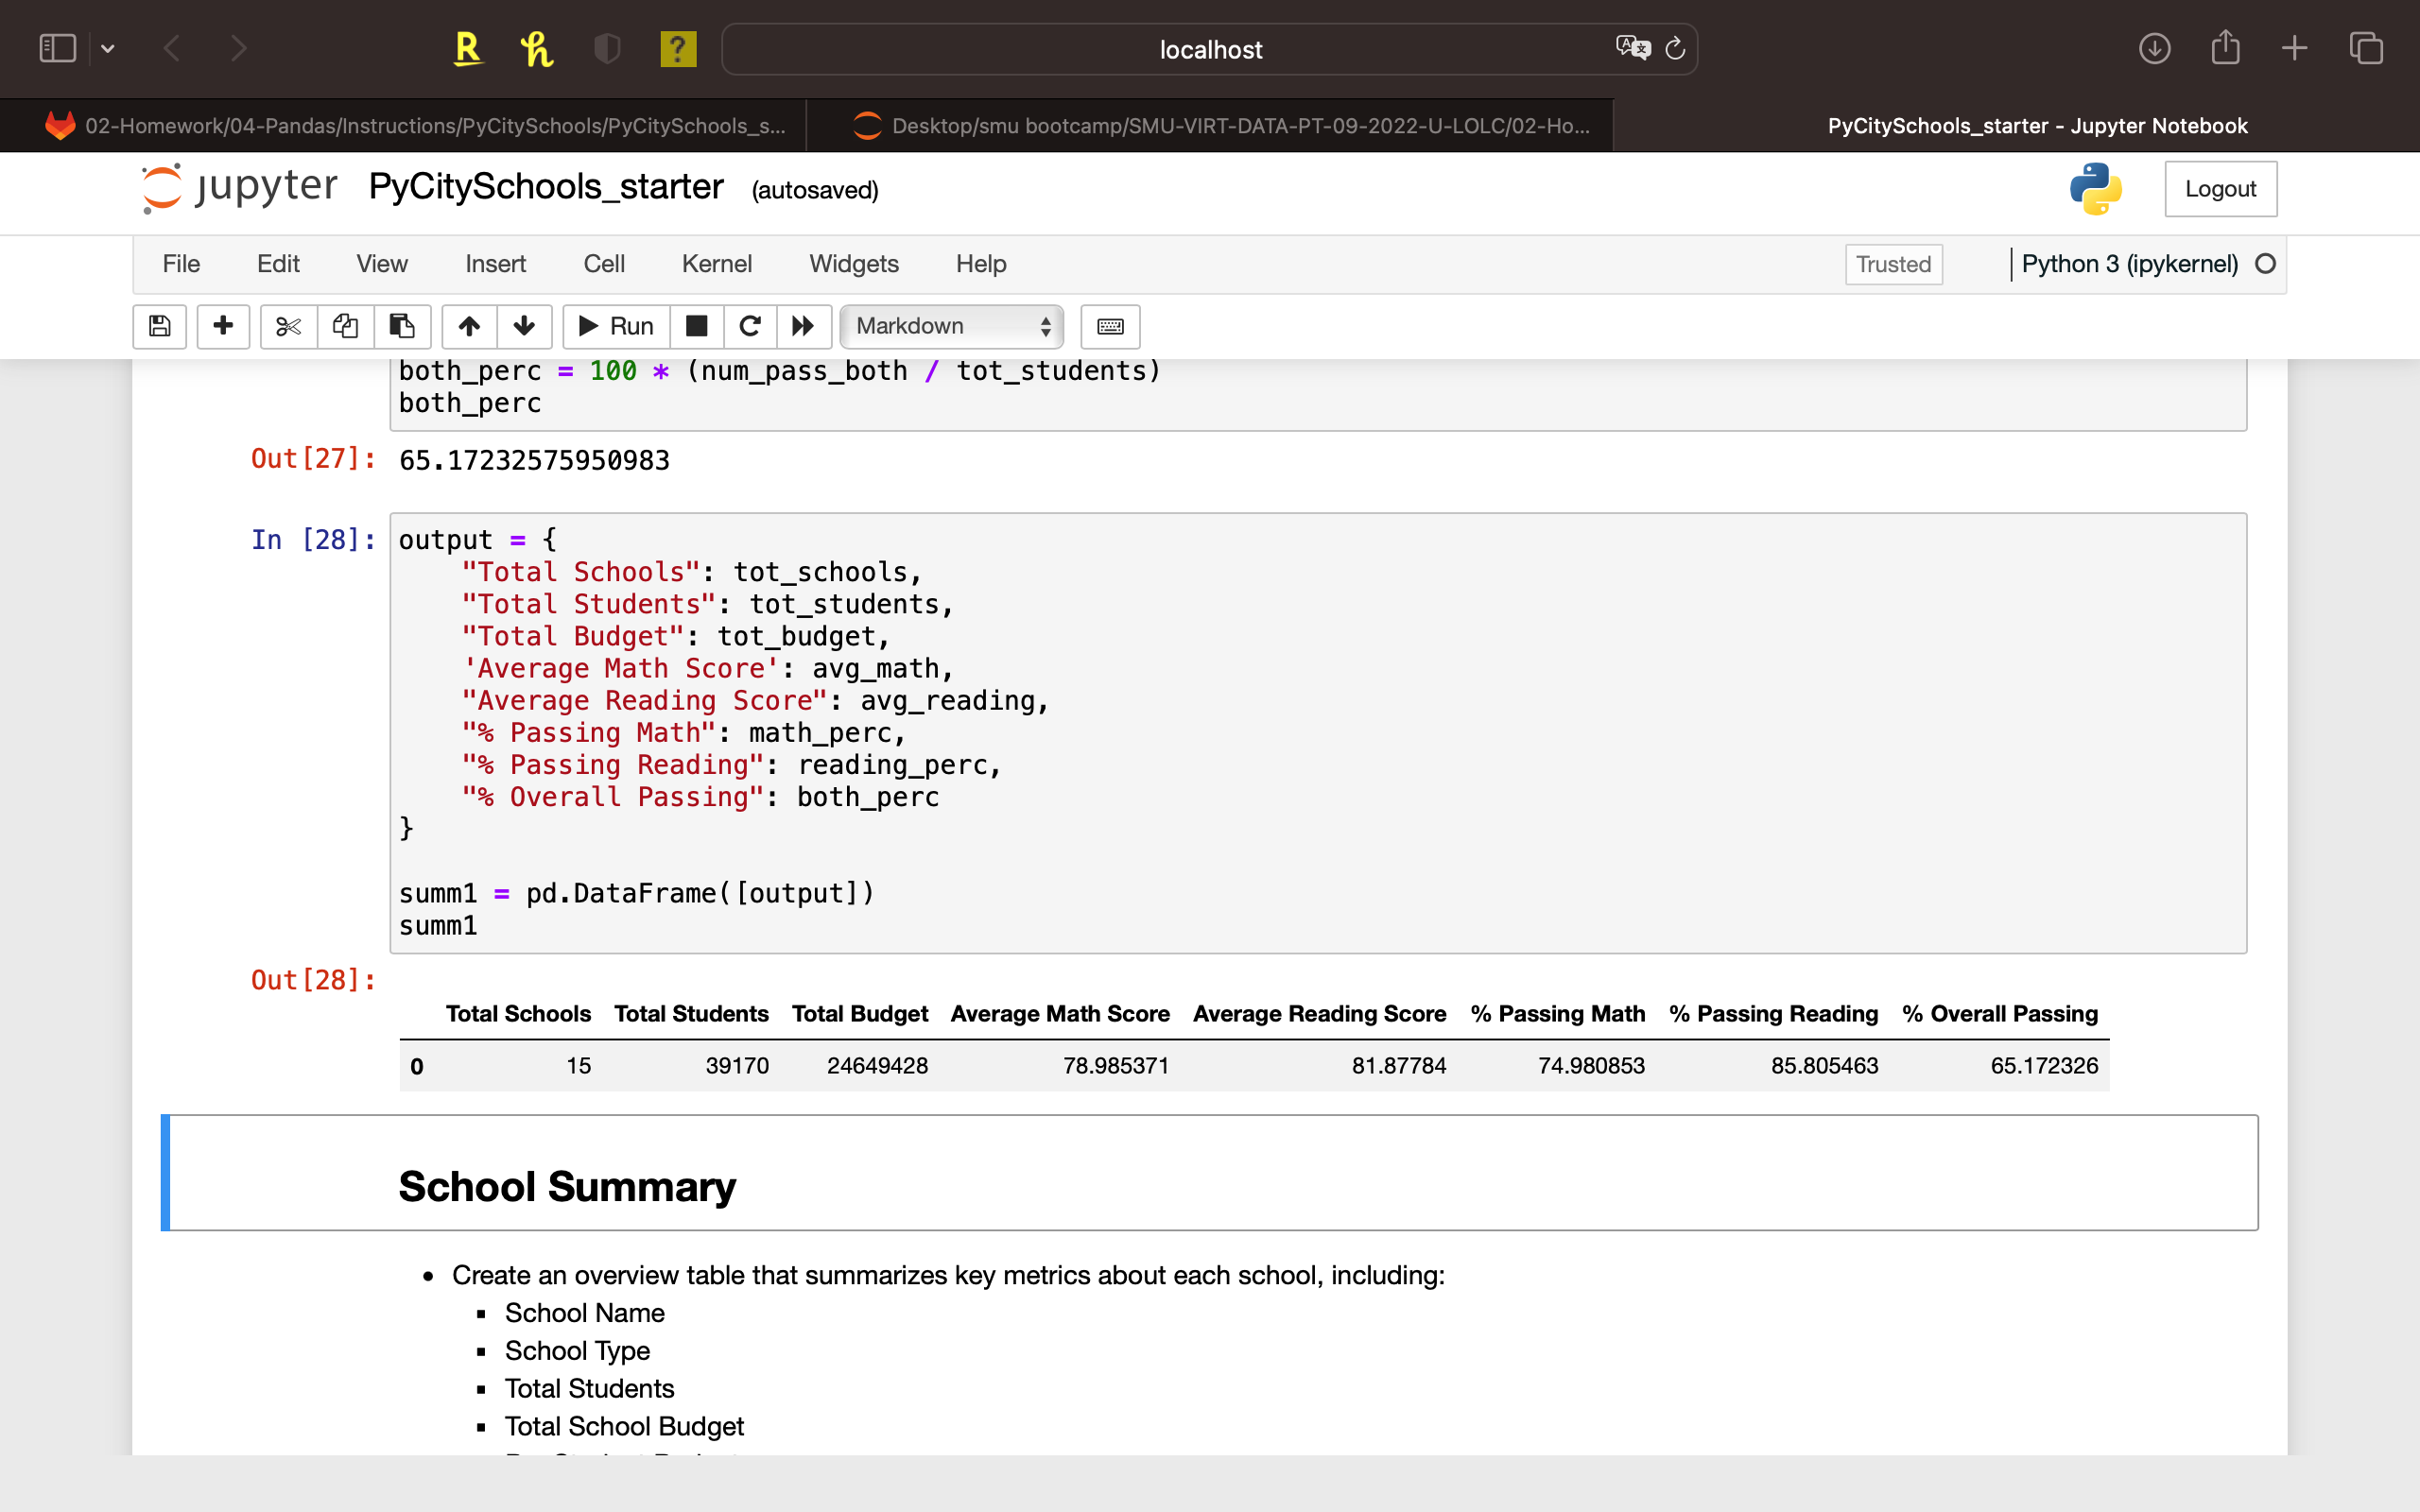 localhost
02-Homework/04-Pandas/Instructions/PyCitySchools/PyCitySchools_s...
Desktop/smu bootcamp/SMU-VIRT-DATA-PT-09-2022-U-LOLC/02-Ho...
PyCitySchools_starter - Jupyter Notebook
jupyter PyCitySchools_starter (autosaved)
Logout
File Edit View Insert Cell Kernel Widgets Help
Trusted
Python 3 (ipykernel)
Run
Markdown
both_perc = 100 * (num_pass_both / tot_students)
both_perc
Out[27]: 65.17232575950983
In [28]: output = {
"Total Schools": tot_schools,
"Total Students": tot_students,
"Total Budget": tot_budget,
'Average Math Score': avg_math,
"Average Reading Score": avg_reading,
"% Passing Math": math_perc,
"% Passing Reading": reading_perc,
"% Overall Passing": both_perc
}
summ1 = pd.DataFrame([output])
summ1
Out[28]:
Total Schools Total Students Total Budget Average Math Score Average Reading Score % Passing Math % Passing Reading % Overall Passing
0 15 39170 24649428 78.985371 81.87784 74.980853 85.805463 65.172326
School Summary
• Create an overview table that summarizes key metrics about each school, including:
▪ School Name
▪ School Type
▪ Total Students
▪ Total School Budget